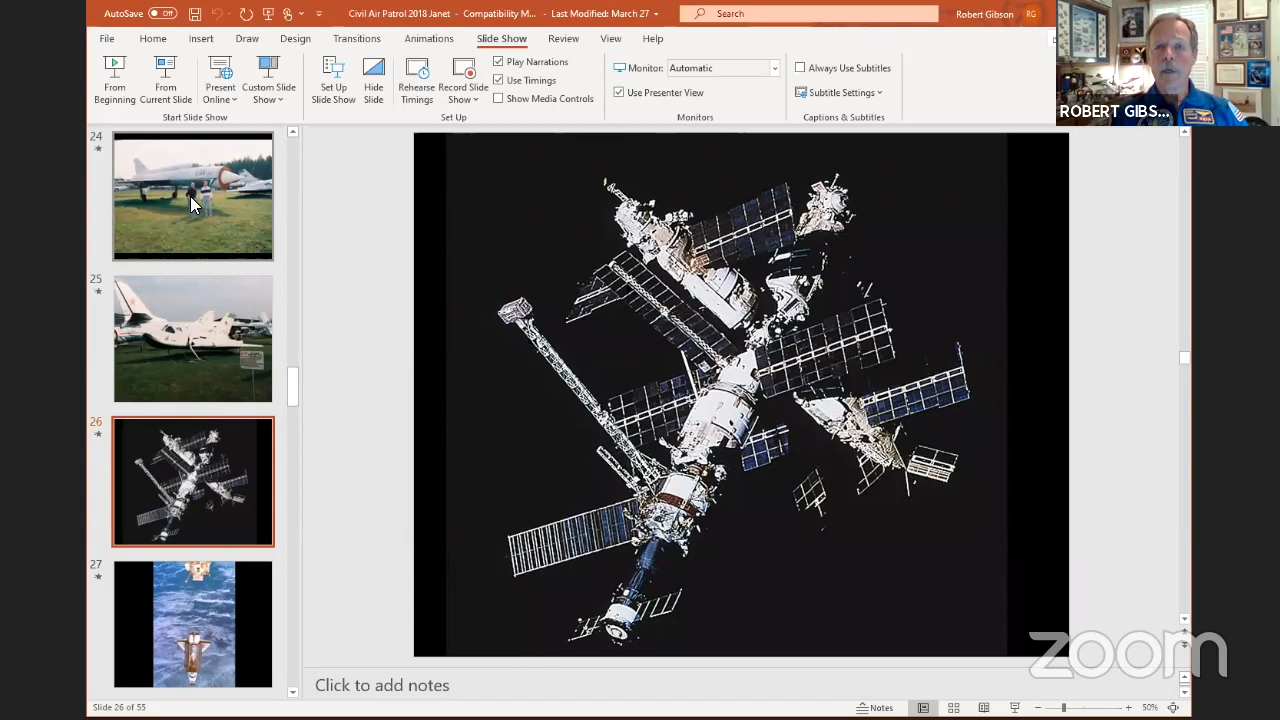 AutoSave Off Civil Air Patrol 2018 Janet - Compatibility M... - Last Modified: March 27 Search Robert Gibson RG
File Home Insert Draw Design Transitions Animations Slide Show Review View Help
From Beginning
From Current Slide
Present Online
Custom Slide Show
Start Slide Show
Set Up Slide Show
Hide Slide
Rehearse Timings
Record Slide Show
Play Narrations
Use Timings
Show Media Controls
Set Up
Monitor: Automatic
Use Presenter View
Monitors
Always Use Subtitles
Subtitle Settings
Captions & Subtitles
ROBERT GIBS...
24
25
26
27
zoom
Click to add notes
Slide 26 of 55 Notes 50%